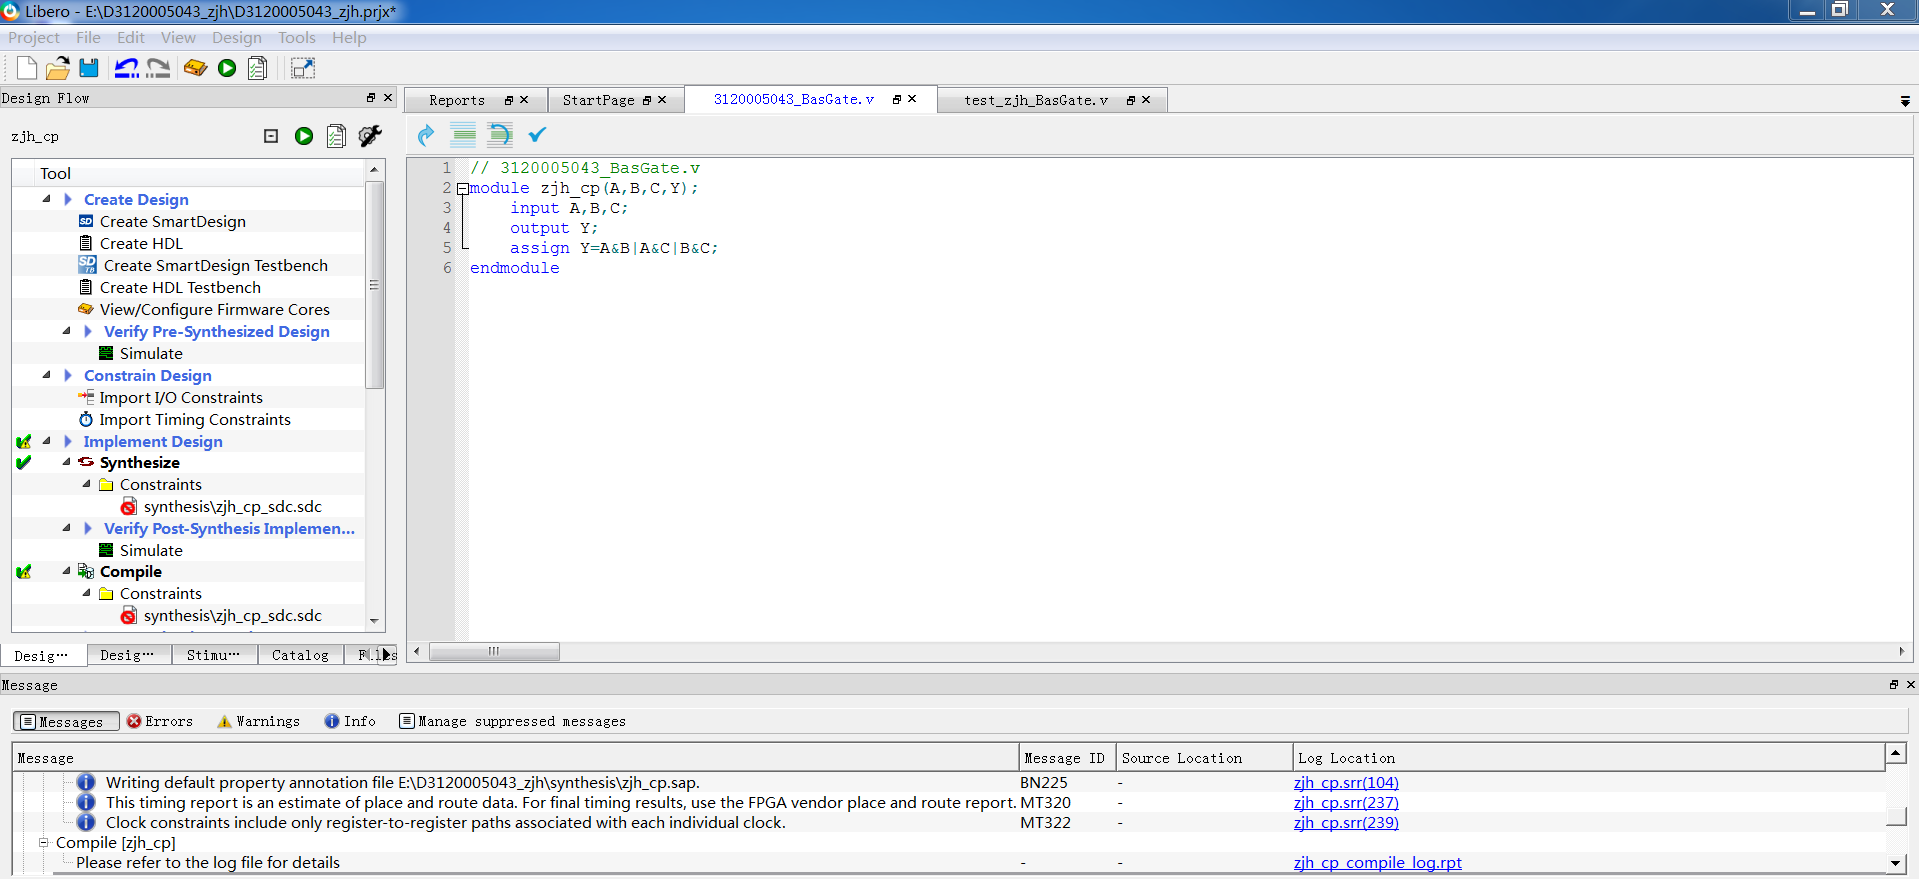 Libero - E:\D3120005043_zjh\D3120005043_zjh.prjx*
Project File Edit View Design Tools Help
Design Flow
Reports StartPage 3120005043_BasGate.v test_zjh_BasGate.v
zjh_cp
Tool
Create Design
Create SmartDesign
Create HDL
Create SmartDesign Testbench
Create HDL Testbench
View/Configure Firmware Cores
Verify Pre-Synthesized Design
Simulate
Constrain Design
Import I/O Constraints
Import Timing Constraints
Implement Design
Synthesize
Constraints
synthesis\zjh_cp_sdc.sdc
Verify Post-Synthesis Implemen...
Simulate
Compile
Constraints
synthesis\zjh_cp_sdc.sdc
Desig... Desig... Stimu... Catalog Files
1 // 3120005043_BasGate.v
2 module zjh_cp(A,B,C,Y);
3 input A,B,C;
4 output Y;
5 assign Y=A&B|A&C|B&C;
6 endmodule
Message
Messages Errors Warnings Info Manage suppressed messages
Message Message ID Source Location Log Location
Writing default property annotation file E:\D3120005043_zjh\synthesis\zjh_cp.sap. BN225 - zjh_cp.srr(104)
This timing report is an estimate of place and route data. For final timing results, use the FPGA vendor place and route report. MT320 - zjh_cp.srr(237)
Clock constraints include only register-to-register paths associated with each individual clock. MT322 - zjh_cp.srr(239)
Compile [zjh_cp]
Please refer to the log file for details - - zjh_cp_compile_log.rpt